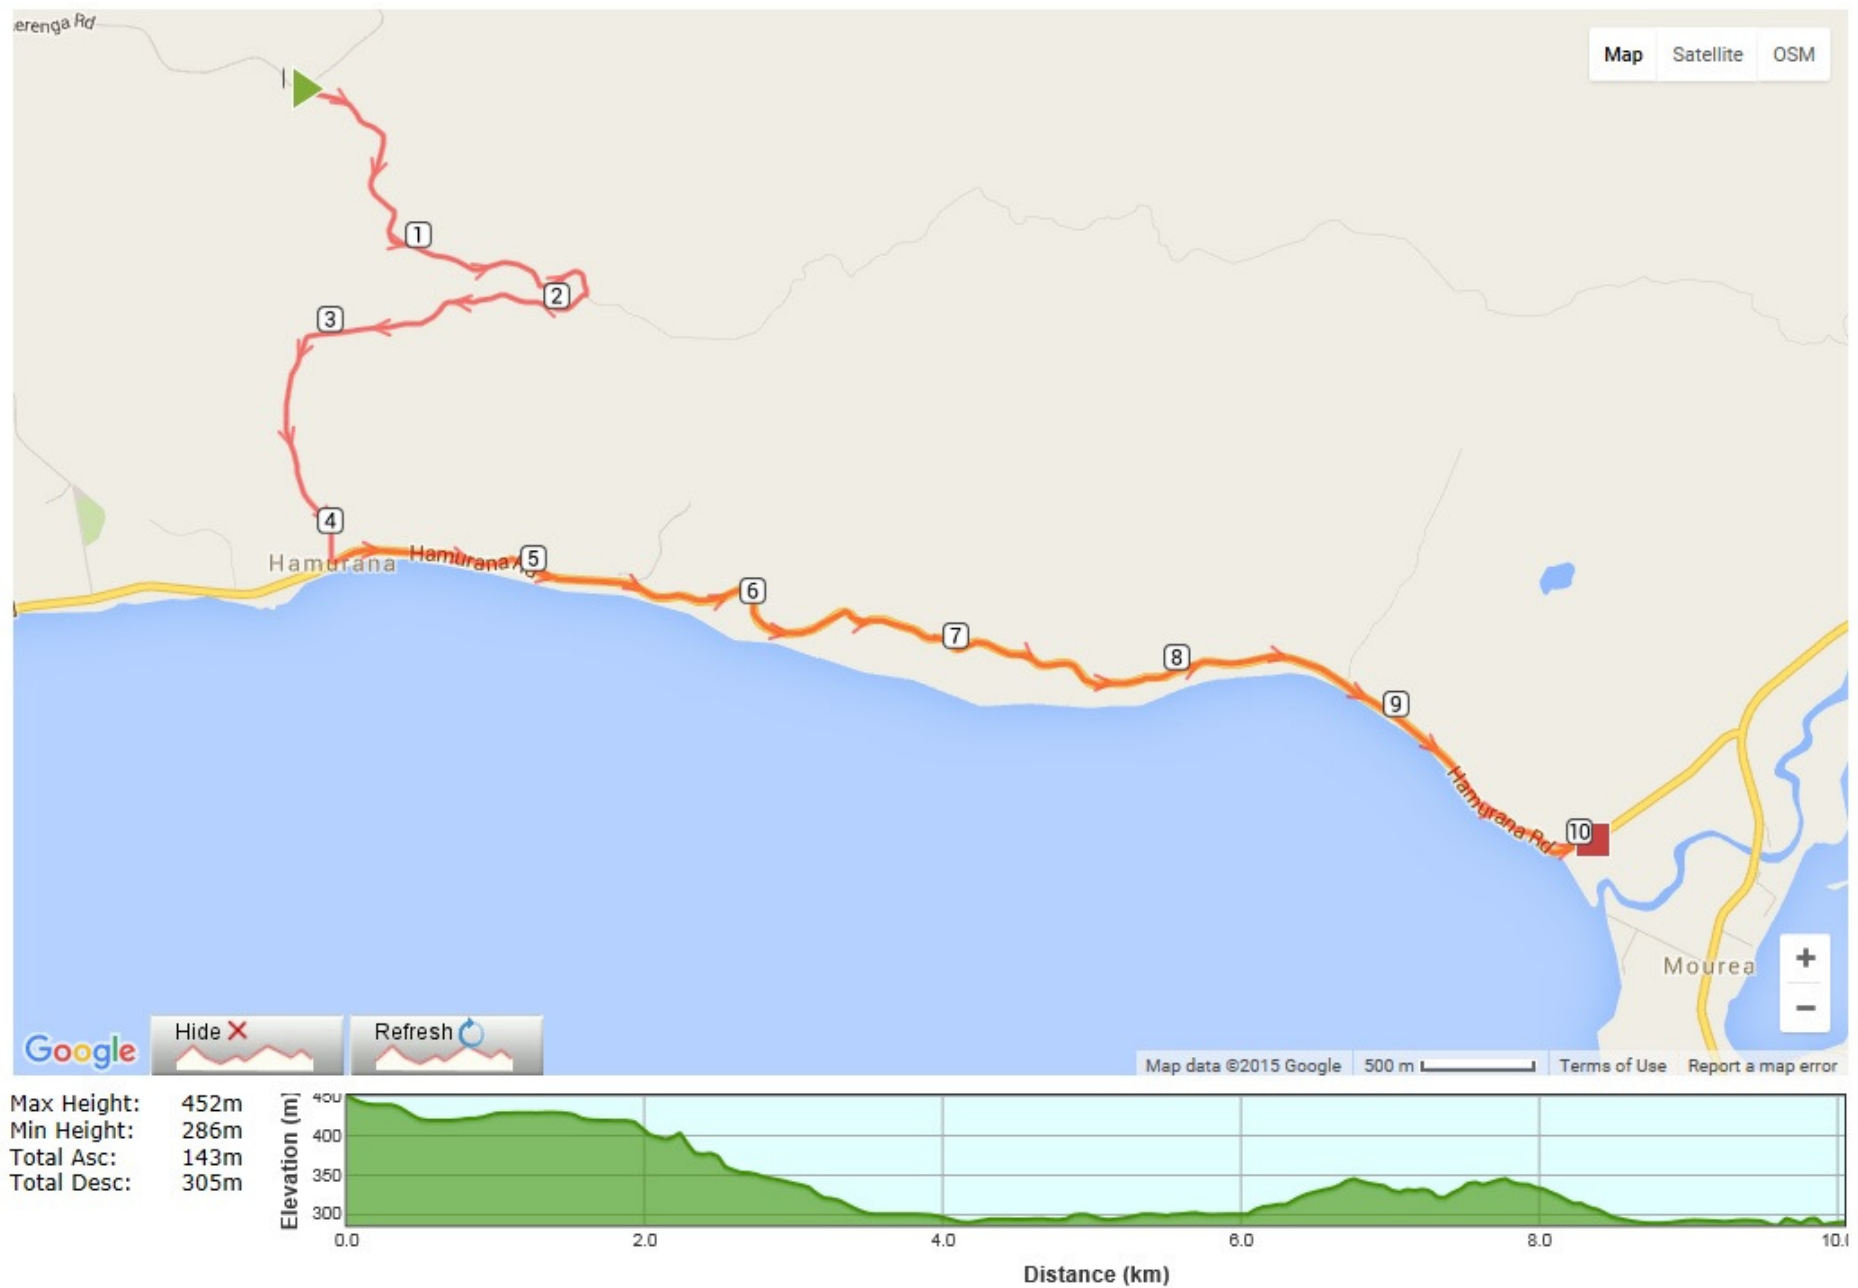 erenga Rd
Map Satellite OSM
1
2
3
4
Hamurana
Hamurana Rd
5
6
7
8
9
Hamurana Rd
10
Mourea
+
−
Google
Hide
Refresh
Map data ©2015 Google 500 m Terms of Use Report a map error
Max Height: 452m
Min Height: 286m
Total Asc: 143m
Total Desc: 305m
Elevation (m)
450
400
350
300
0.0 2.0 4.0 6.0 8.0 10.0
Distance (km)